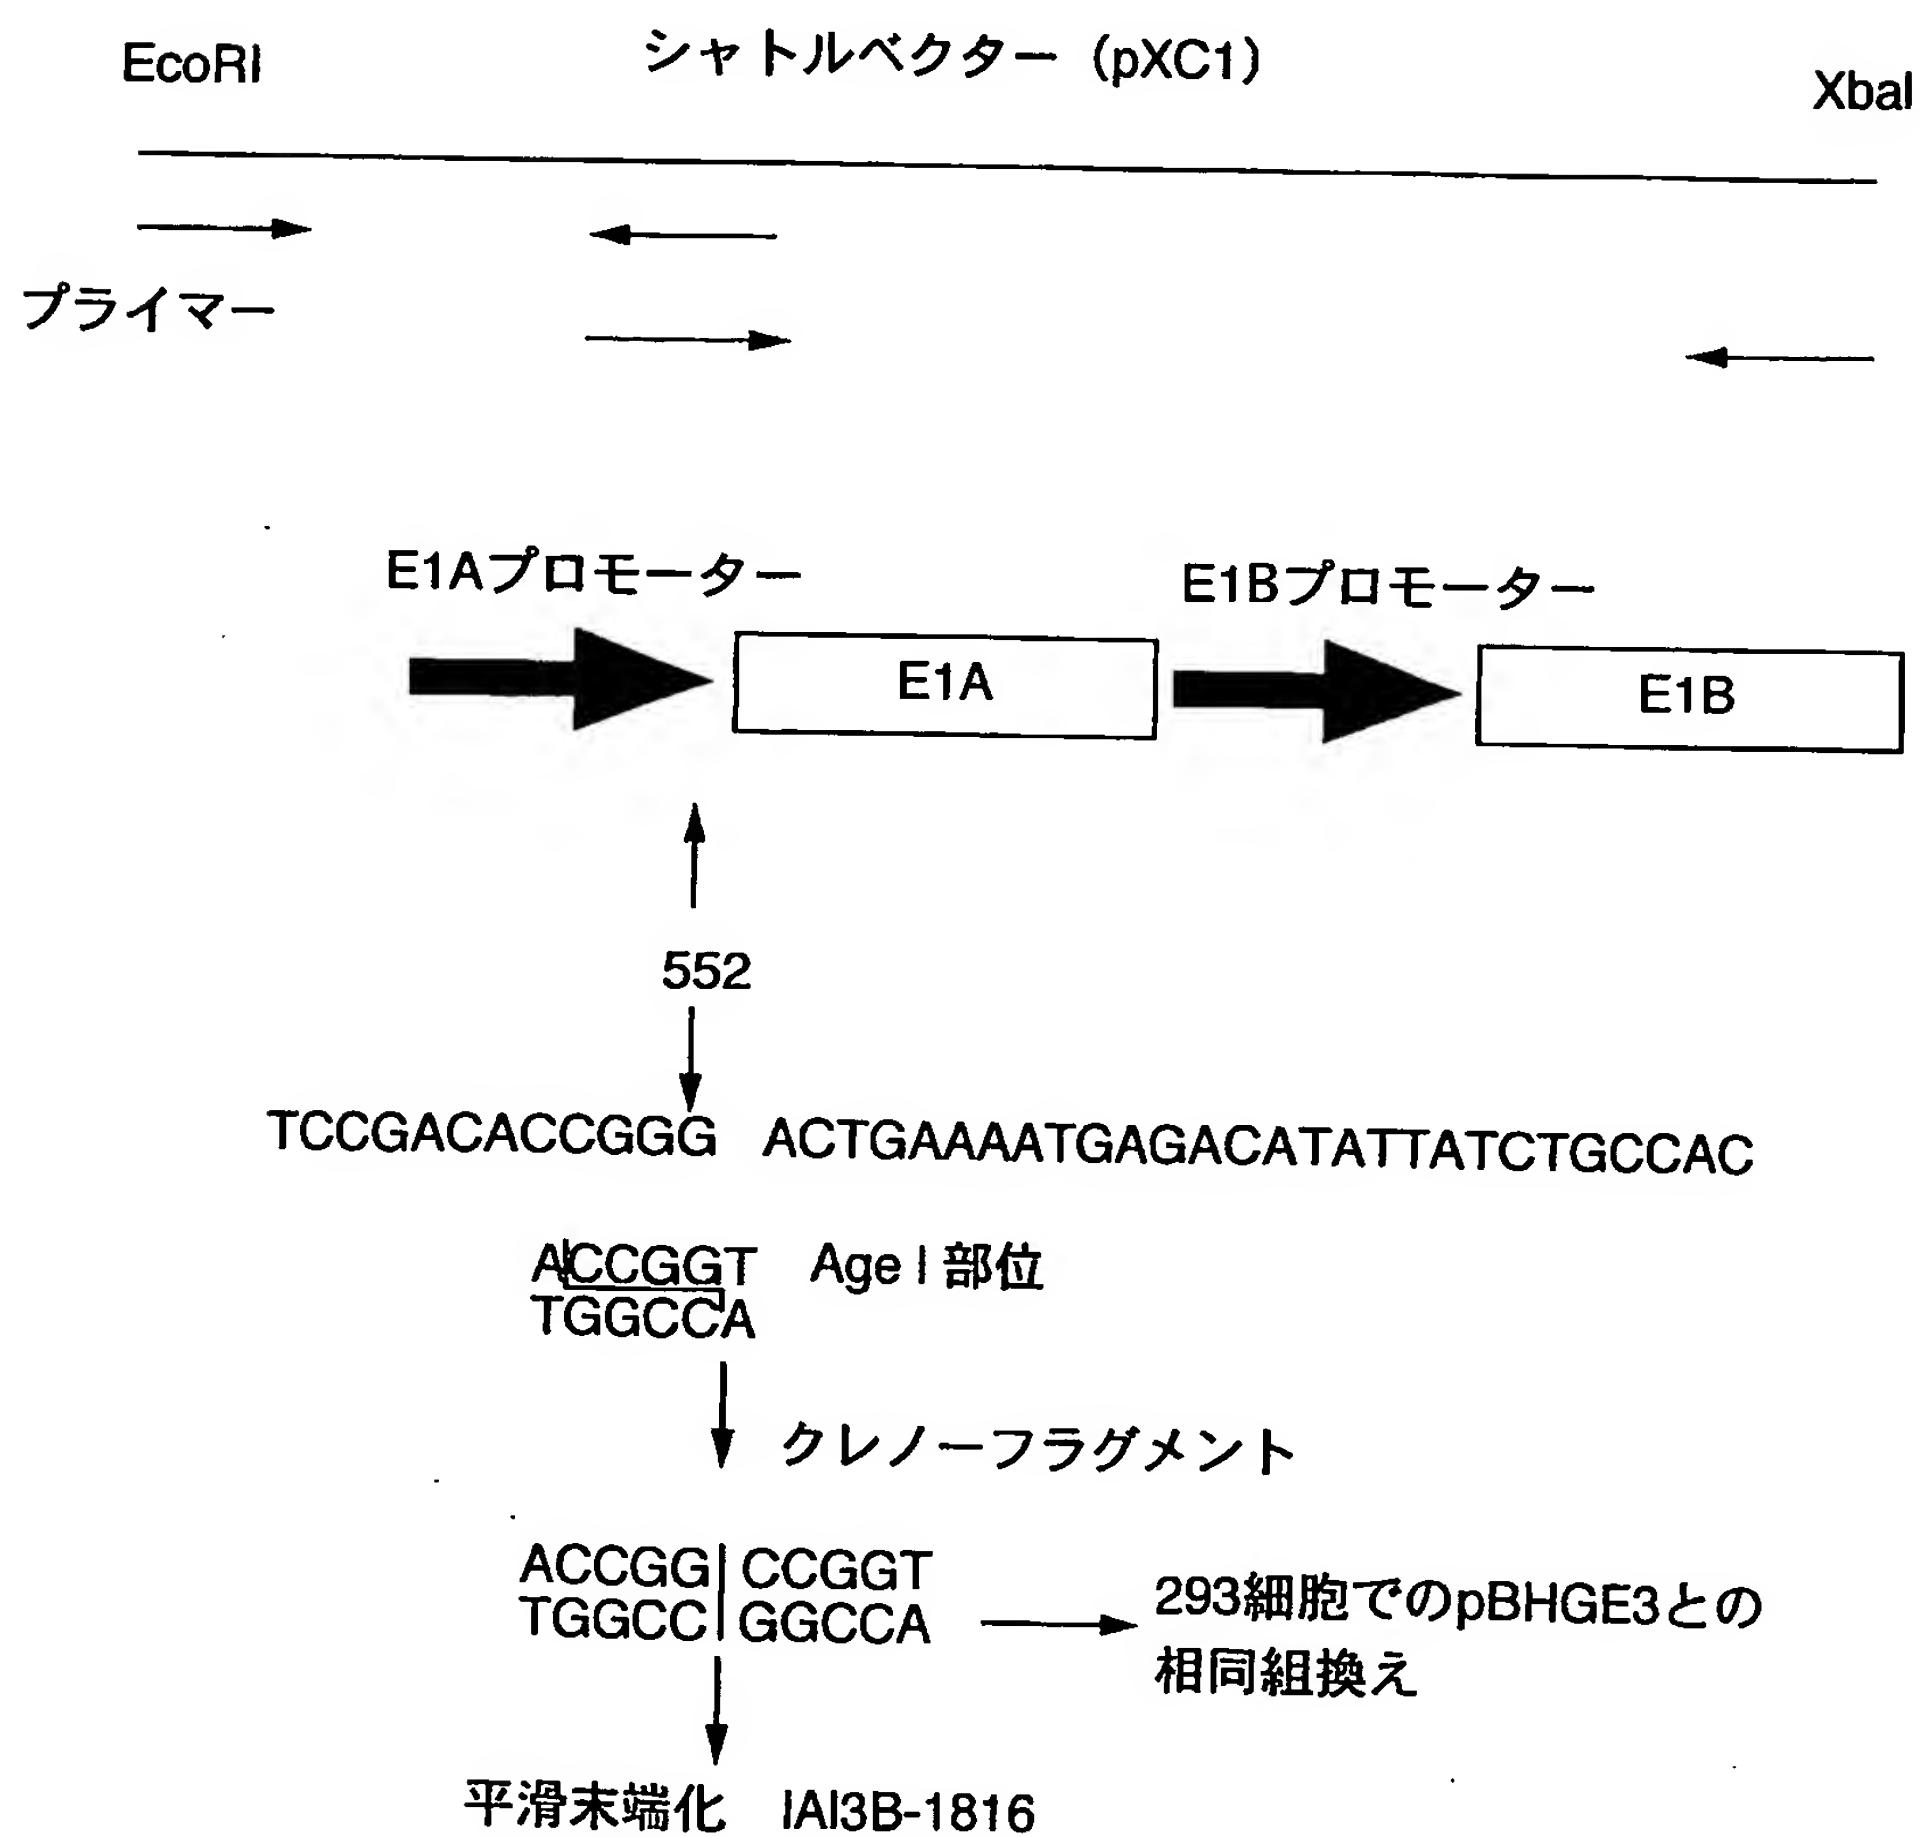 EcoRI
シャトルベクター (pXC1)
XbaI
プライマー
E1Aプロモーター
E1Bプロモーター
E1A
E1B
552
TCCGACACCGGG ACTGAAAATGAGACATATTATCTGCCAC
ACCGGT Age I 部位
TGGCCA
クレノーフラグメント
ACCGG CCGGT
TGGCC GGCCA
293細胞でのpBHGE3との
相同組換え
平滑末端化 IAI3B-1816